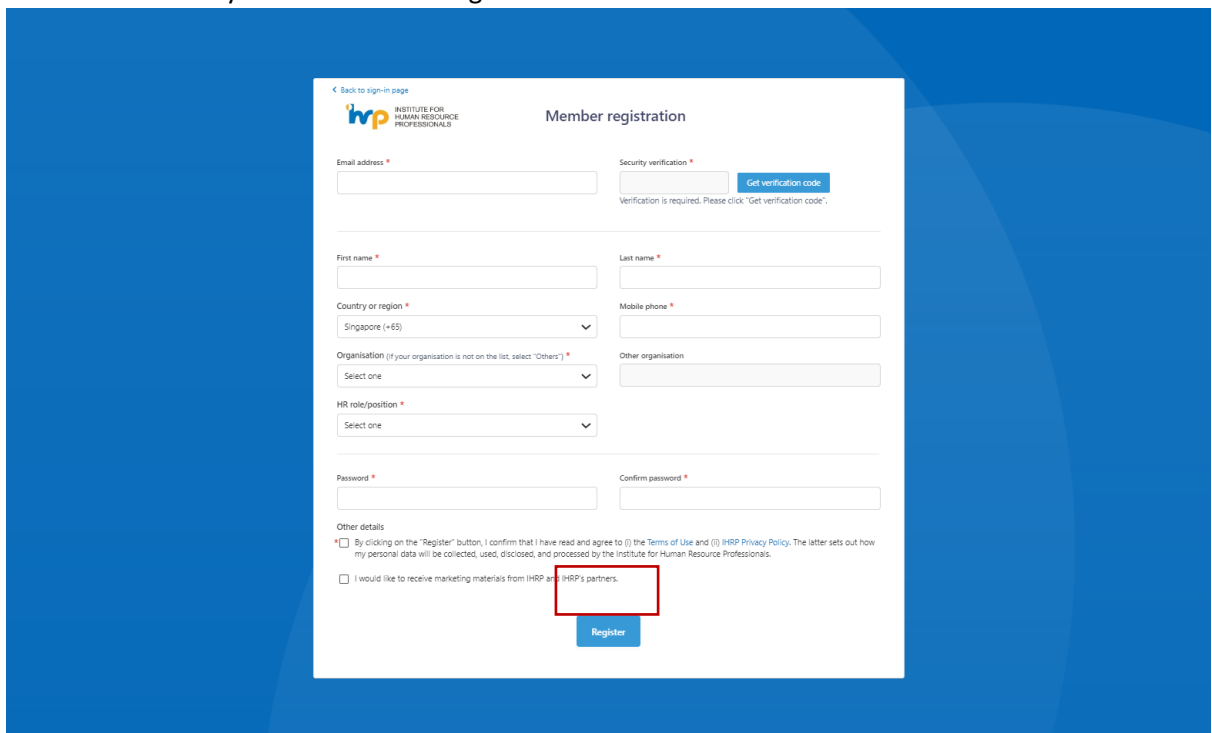 Back to sign-in page
ihrp INSTITUTE FOR
HUMAN RESOURCE
PROFESSIONALS
Member registration
Email address *
Security verification *
Get verification code
Verification is required. Please click "Get verification code".
First name *
Last name *
Country or region *
Mobile phone *
Singapore (+65)
Organisation (If your organisation is not on the list, select "Others") *
Other organisation
Select one
HR role/position *
Select one
Password *
Confirm password *
Other details
* By clicking on the "Register" button, I confirm that I have read and agree to (i) the Terms of Use and (ii) IHRP Privacy Policy. The latter sets out how
my personal data will be collected, used, disclosed, and processed by the Institute for Human Resource Professionals.
I would like to receive marketing materials from IHRP and IHRP's partners.
Register